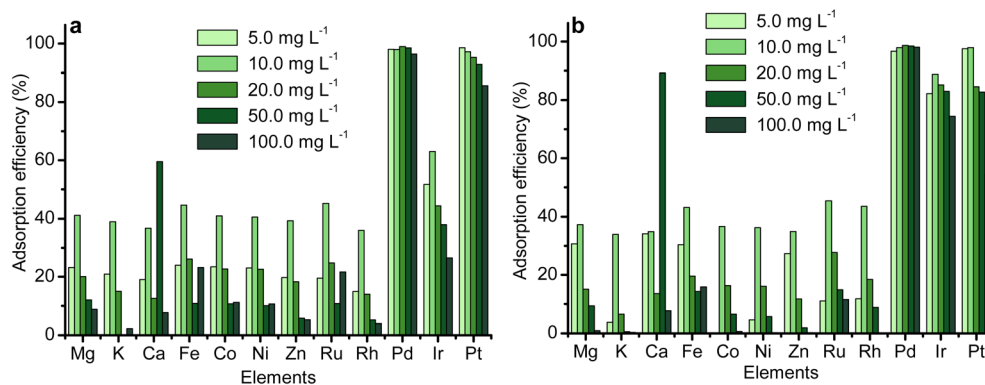 a
5.0 mg L⁻¹
10.0 mg L⁻¹
20.0 mg L⁻¹
50.0 mg L⁻¹
100.0 mg L⁻¹
Adsorption efficiency (%)
100
80
60
40
20
0
Mg K Ca Fe Co Ni Zn Ru Rh Pd Ir Pt
Elements
b
5.0 mg L⁻¹
10.0 mg L⁻¹
20.0 mg L⁻¹
50.0 mg L⁻¹
100.0 mg L⁻¹
Adsorption efficiency (%)
100
80
60
40
20
0
Mg K Ca Fe Co Ni Zn Ru Rh Pd Ir Pt
Elements